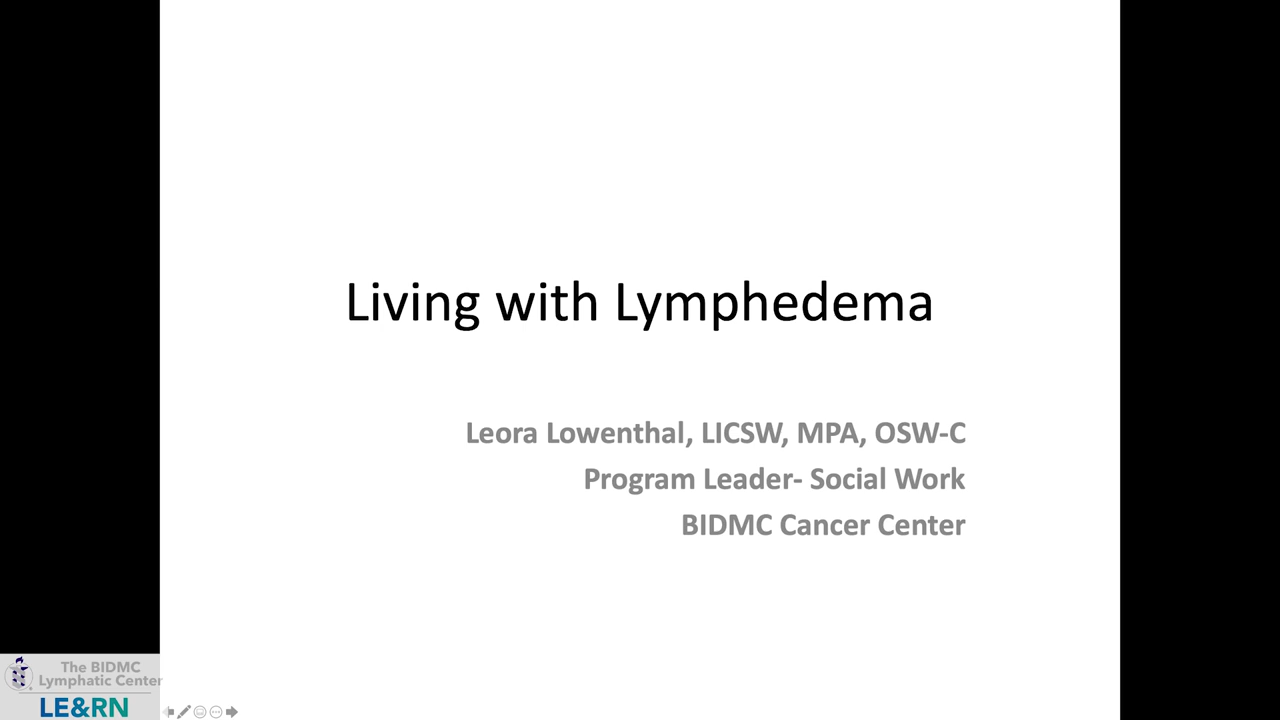 Living with Lymphedema
Leora Lowenthal, LICSW, MPA, OSW-C
Program Leader- Social Work
BIDMC Cancer Center
The BIDMC
Lymphatic Center
LE&RN